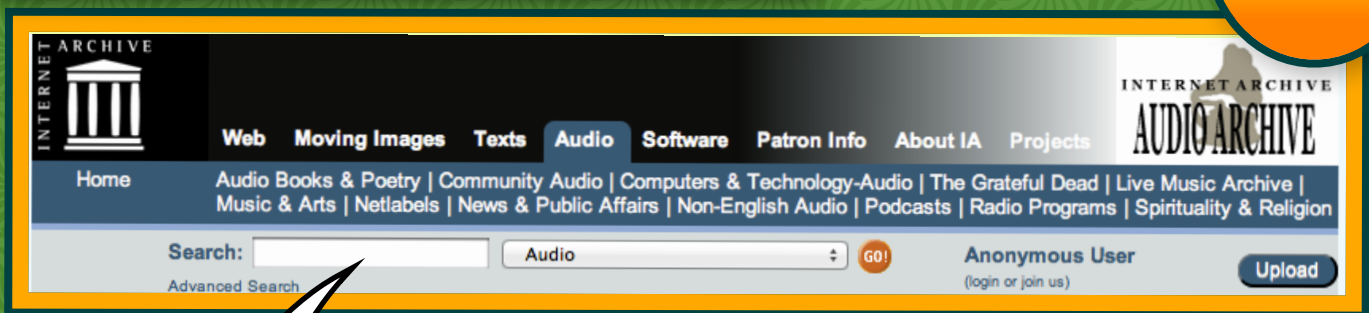 INTERNET ARCHIVE
INTERNET ARCHIVE
AUDIO ARCHIVE
Web Moving Images Texts Audio Software Patron Info About IA Projects
Home
Audio Books & Poetry | Community Audio | Computers & Technology-Audio | The Grateful Dead | Live Music Archive |
Music & Arts | Netlabels | News & Public Affairs | Non-English Audio | Podcasts | Radio Programs | Spirituality & Religion
Search: Audio GO! Anonymous User
Advanced Search (login or join us) Upload